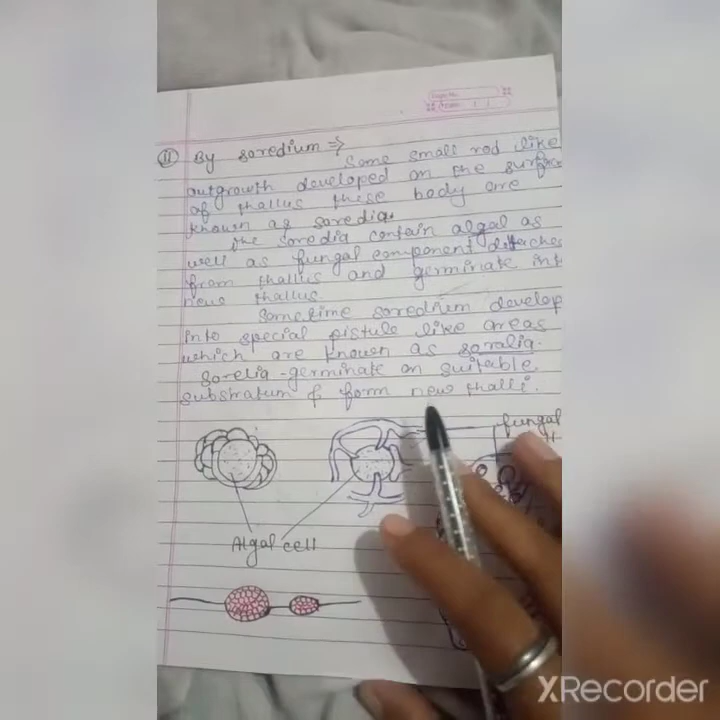 II By soredium ⇒
Some small rod like
outgrowth developed on the surface
of thallus these body are
known as soredia.
The soredia contain algal as
well as fungal component detaches
from thallus and germinate int
new thallus
Sometime soredium develop
into special pistule like areas
which are known as soralia.
Sorelia-germinate on suitable
substratum & form new thalli.
fungal
Algal cell
XRecorder